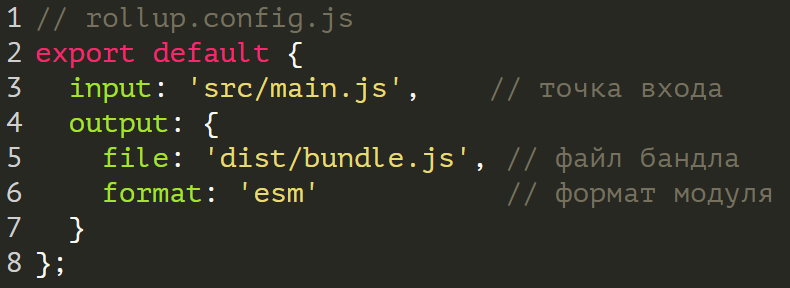 1 // rollup.config.js
2 export default {
3   input: 'src/main.js',    // точка входа
4   output: {
5     file: 'dist/bundle.js', // файл бандла
6     format: 'esm'           // формат модуля
7   }
8 };